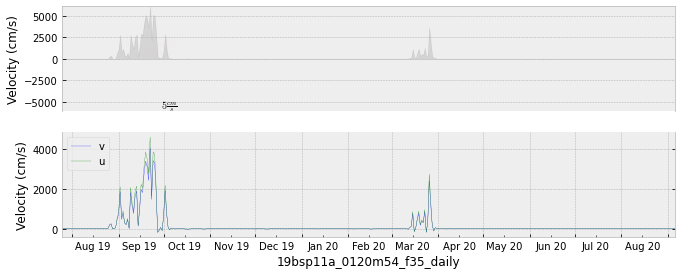 Velocity (cm/s)
5000
2500
0
−2500
−5000
5 cm/s
Velocity (cm/s)
4000
2000
0
v
u
Aug 19 Sep 19 Oct 19 Nov 19 Dec 19 Jan 20 Feb 20 Mar 20 Apr 20 May 20 Jun 20 Jul 20 Aug 20
19bsp11a_0120m54_f35_daily